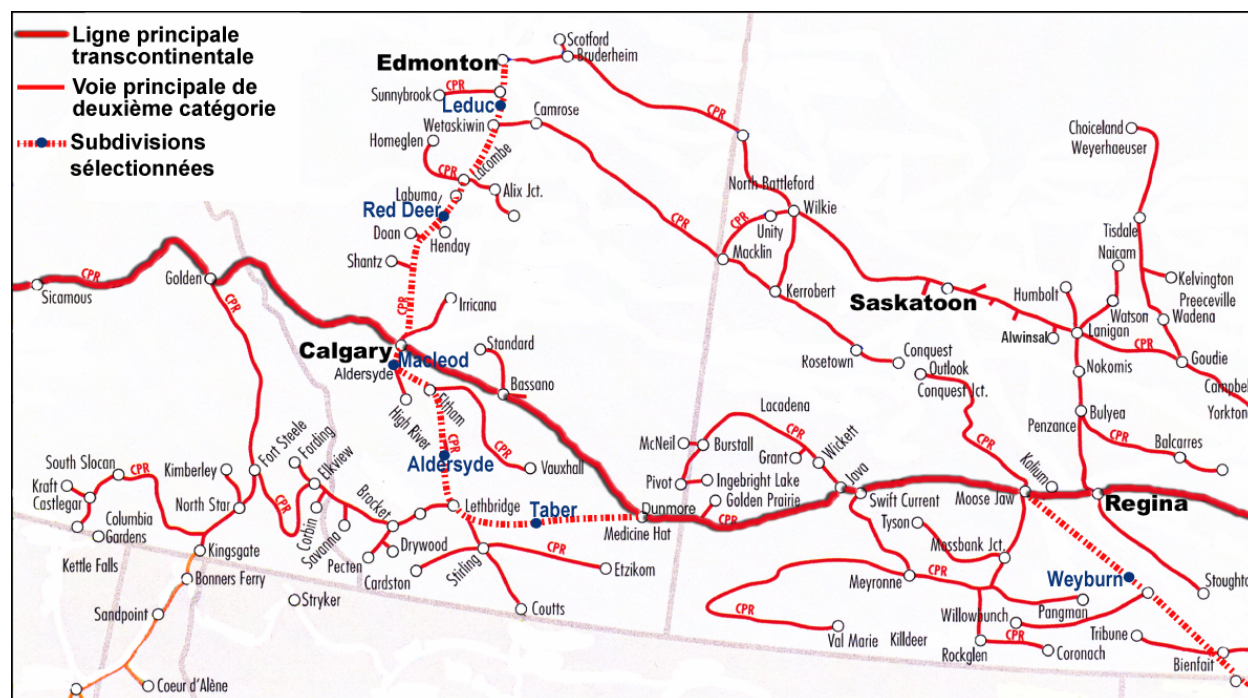 Ligne principale
transcontinentale
Voie principale de
deuxième catégorie
Subdivisions
sélectionnées
Scotford
Bruderheim
Edmonton
CPR
Sunnybrook
Leduc
Camrose
CPR
Wetaskiwin
Choiceland
Weyerhaeuser
Homeglen
CPR
Lacombe
Alix Jct.
Labuma
North Battleford
Wilkie
CPR
Unity
Red Deer
Doan
Henday
CPR
Macklin
Tisdale
Naicam
Shantz
Kelvington
CPR
Golden
CPR
Sicamous
CPR
Irricana
Kerrobert
Saskatoon
Humbolt
Preeceville
Watson
Wadena
Alwinsal
Lanigan
CPR
Calgary
Macleod
Standard
Aldersyde
Bassano
Rosetown
Conquest
Outlook
Conquest Jct.
Goudie
Nokomis
Campbel
Yorkton
High River
Eltham
Lacadena
Bulyea
Penzance
CPR
CPR
McNeil
Burstall
CPR
Wickett
Grant
CPR
Balcarres
Aldersyde
Vauxhall
South Slocan
CPR
Kimberley
Fort Steele
Farding
Elkview
Kraft
Castlegar
North Star
CPR
Corbin
Savanna
Brocket
Lethbridge
Taber
Dunmore
Medicine Hat
Pivot
Ingebright Lake
Golden Prairie
CPR
Java
Swift Current
Moose Jaw
Kalium
Regina
Columbia
Gardens
Tyson
Kettle Falls
Kingsgate
Pecten
Drywood
Cardston
Stirling
CPR
Etzikom
Mossbank Jct.
Bonners Ferry
Meyronne
CPR
Weyburn
Stoughto
Stryker
Sandpoint
Coutts
CPR
Pangman
Willowbunch
Val Marie
Killdeer
CPR
Tribune
Rockglen
Coronach
Bienfait
Coeur d'Alène